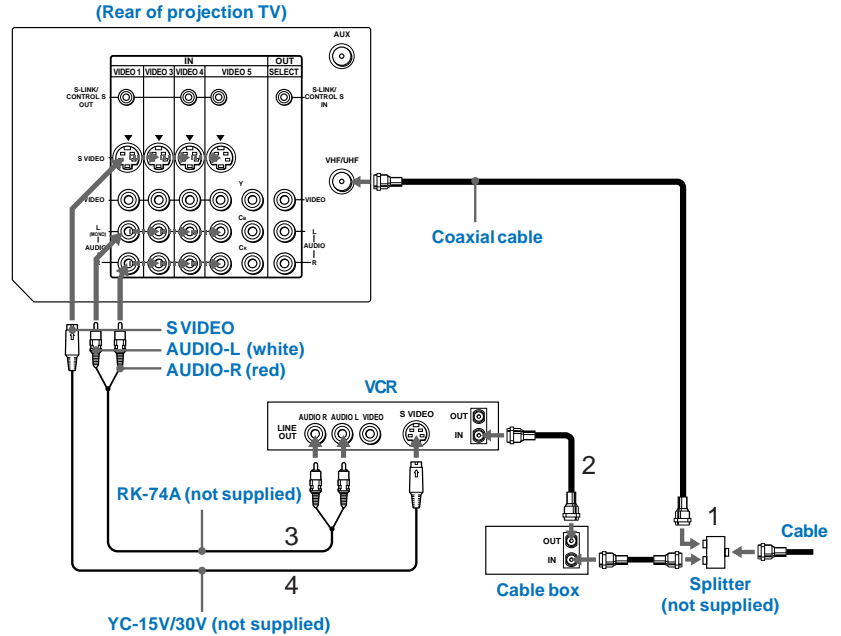 (Rear of projection TV)
AUX
IN
OUT
VIDEO 1 VIDEO 3 VIDEO 4 VIDEO 5 SELECT
S-LINK/
CONTROL S
OUT
S-LINK/
CONTROL S
IN
S VIDEO
VHF/UHF
VIDEO
Y
VIDEO
L
(MONO)
AUDIO
R
CB
CR
L
AUDIO
R
Coaxial cable
S VIDEO
AUDIO-L (white)
AUDIO-R (red)
VCR
AUDIO R AUDIO L VIDEO
S VIDEO
LINE
OUT
OUT
IN
2
RK-74A (not supplied)
3
4
YC-15V/30V (not supplied)
OUT
IN
Cable box
1
Cable
Splitter
(not supplied)